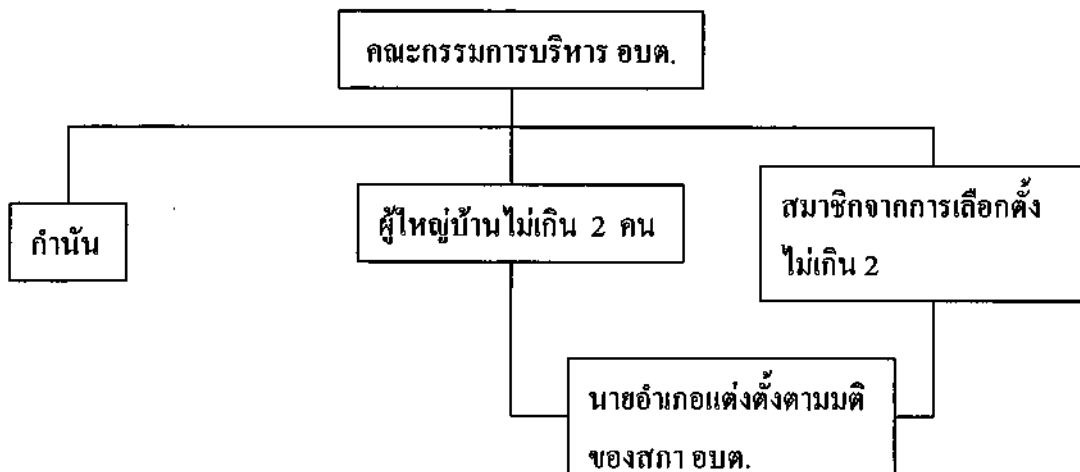 คณะกรรมการบริหาร อบต.
กำนัน
ผู้ใหญ่บ้านไม่เกิน 2 คน
สมาชิกจากการเลือกตั้ง
ไม่เกิน 2
นายอำเภอแต่งตั้งตามมติ
ของสภา อบต.